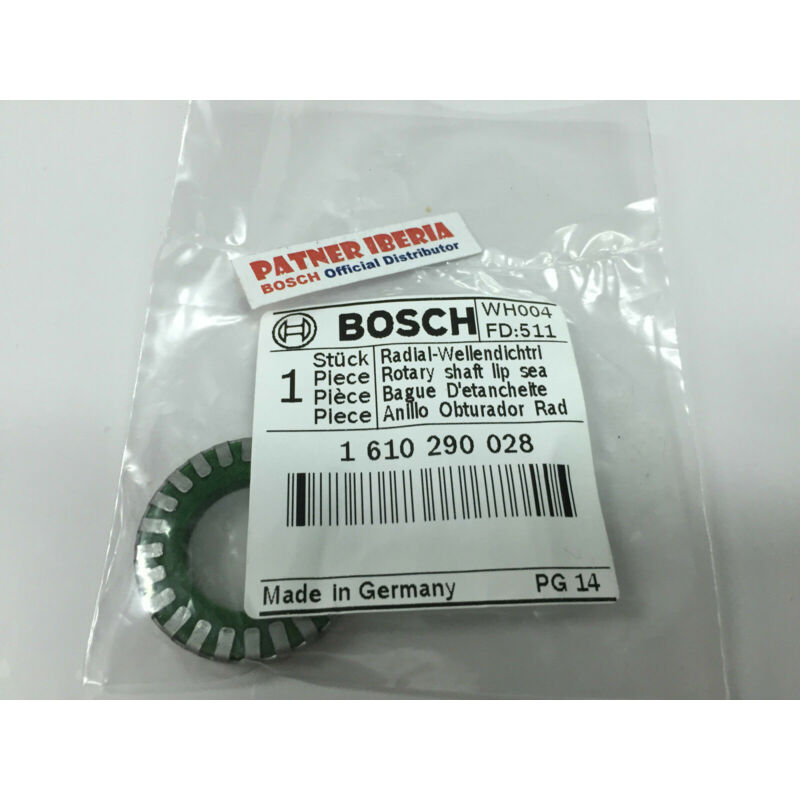 PATNER IBERIA
BOSCH Official Distributor
BOSCH
WH004
FD:511
1
Stück
Piece
Pièce
Piece
Radial-Wellendichtri
Rotary shaft lip sea
Bague D'etancheite
Anillo Obturador Rad
1 610 290 028
Made in Germany
PG 14